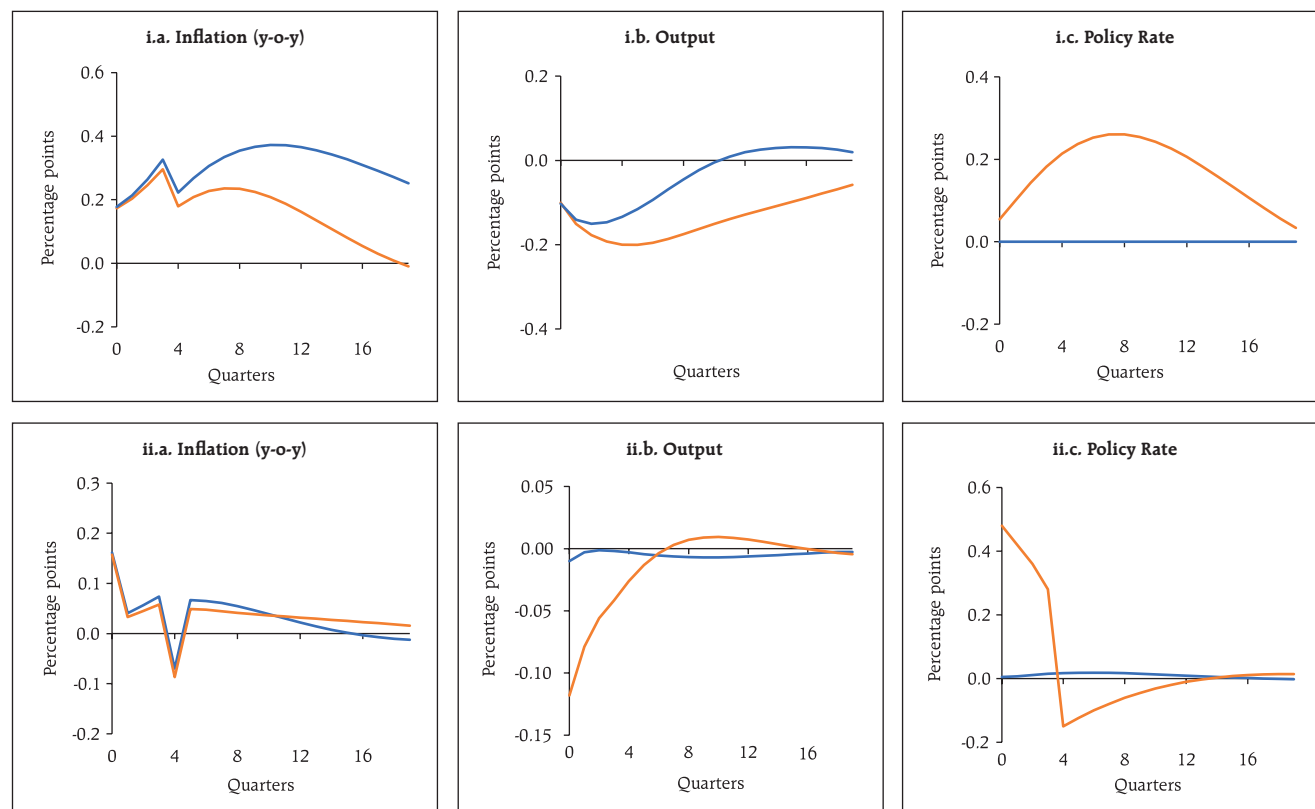 i.a. Inflation (y-o-y)
Percentage points
0.6
0.4
0.2
0.0
-0.2
0 4 8 12 16
Quarters
i.b. Output
Percentage points
0.2
0.0
-0.2
-0.4
Quarters
i.c. Policy Rate
Percentage points
0.4
0.2
0.0
-0.2
0 4 8 12 16
Quarters
ii.a. Inflation (y-o-y)
Percentage points
0.3
0.2
0.1
0.0
-0.1
-0.2
0 4 8 12 16
Quarters
ii.b. Output
Percentage points
0.05
0.00
-0.05
-0.10
-0.15
0 4 8 12 16
Quarters
ii.c. Policy Rate
Percentage points
0.6
0.4
0.2
0.0
-0.2
0 4 8 12 16
Quarters